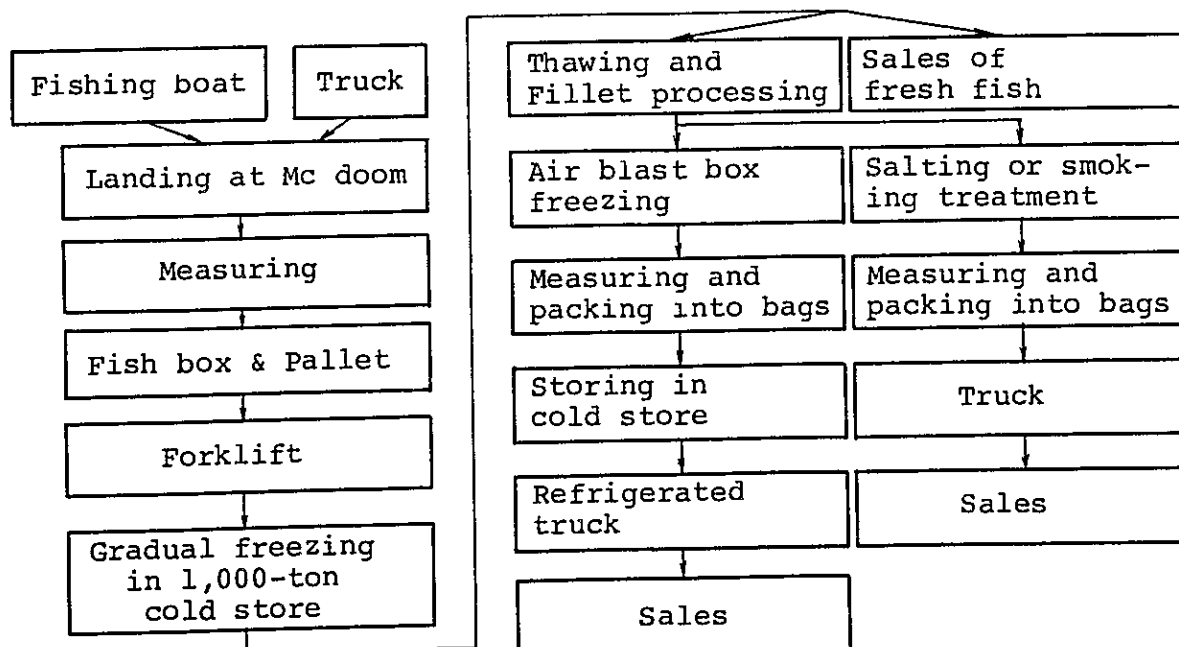 Fishing boat
Truck
Landing at Mc doom
Measuring
Fish box & Pallet
Forklift
Gradual freezing
in 1,000-ton
cold store
Thawing and
Fillet processing
Sales of
fresh fish
Air blast box
freezing
Salting or smok-
ing treatment
Measuring and
packing into bags
Measuring and
packing into bags
Storing in
cold store
Truck
Refrigerated
truck
Sales
Sales